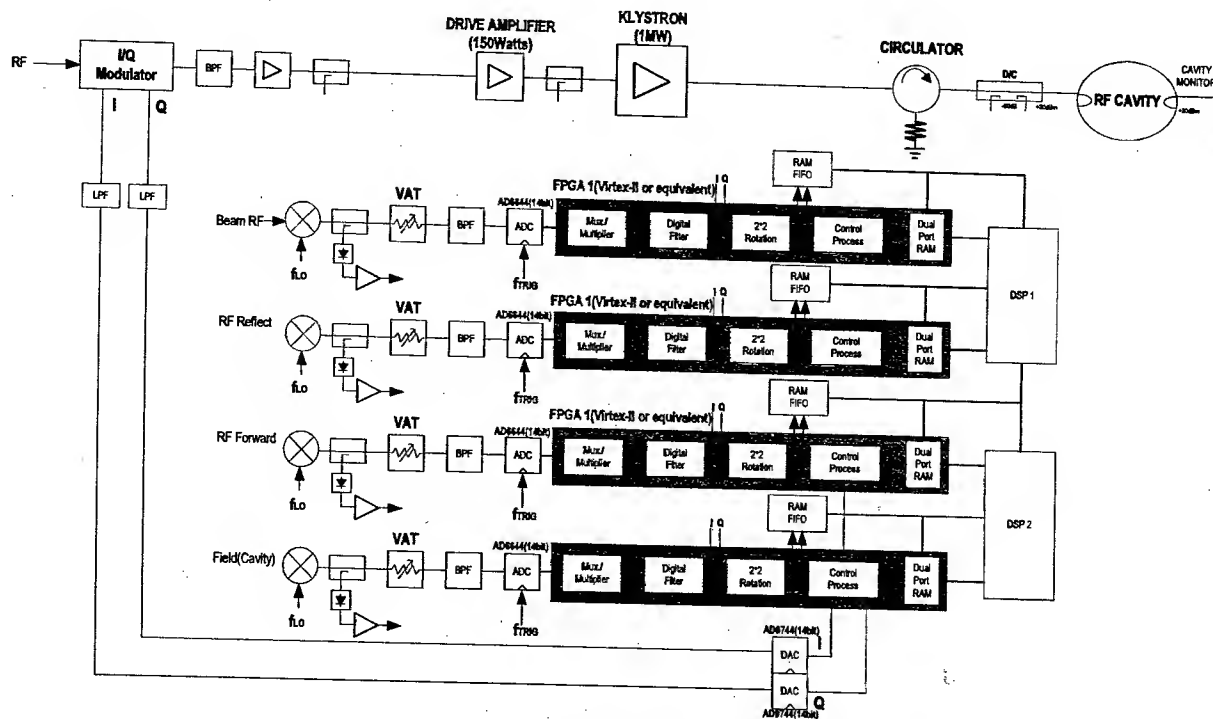 KLYSTRON
(1MW)
DRIVE AMPLIFIER
(150Watts)
CIRCULATOR
RF
I/Q
Modulator
BPF
D/C
RF CAVITY
CAVITY
MONITOR
I
Q
LPF
LPF
RAM
FIFO
FPGA 1(Virtex-II or equivalent)
I Q
VAT
AD6644(14bit)
Beam RF
BPF
ADC
Mux./
Multiplier
Digital
Filter
2*2
Rotation
Control
Process
Dual
Port
RAM
fLO
fTRIG
DSP 1
RAM
FIFO
FPGA 1(Virtex-II or equivalent)
I Q
VAT
AD6644(14bit)
RF Reflect
BPF
ADC
Mux./
Multiplier
Digital
Filter
2*2
Rotation
Control
Process
Dual
Port
RAM
fLO
fTRIG
RAM
FIFO
FPGA 1(Virtex-II or equivalent)
I Q
VAT
AD6644(14bit)
RF Forward
BPF
ADC
Mux./
Multiplier
Digital
Filter
2*2
Rotation
Control
Process
Dual
Port
RAM
fLO
fTRIG
DSP 2
RAM
FIFO
I Q
VAT
AD6644(14bit)
Field(Cavity)
BPF
ADC
Mux./
Multiplier
Digital
Filter
2*2
Rotation
Control
Process
Dual
Port
RAM
fLO
fTRIG
AD9744(14bit)
I
DAC
DAC
Q
AD9744(14bit)